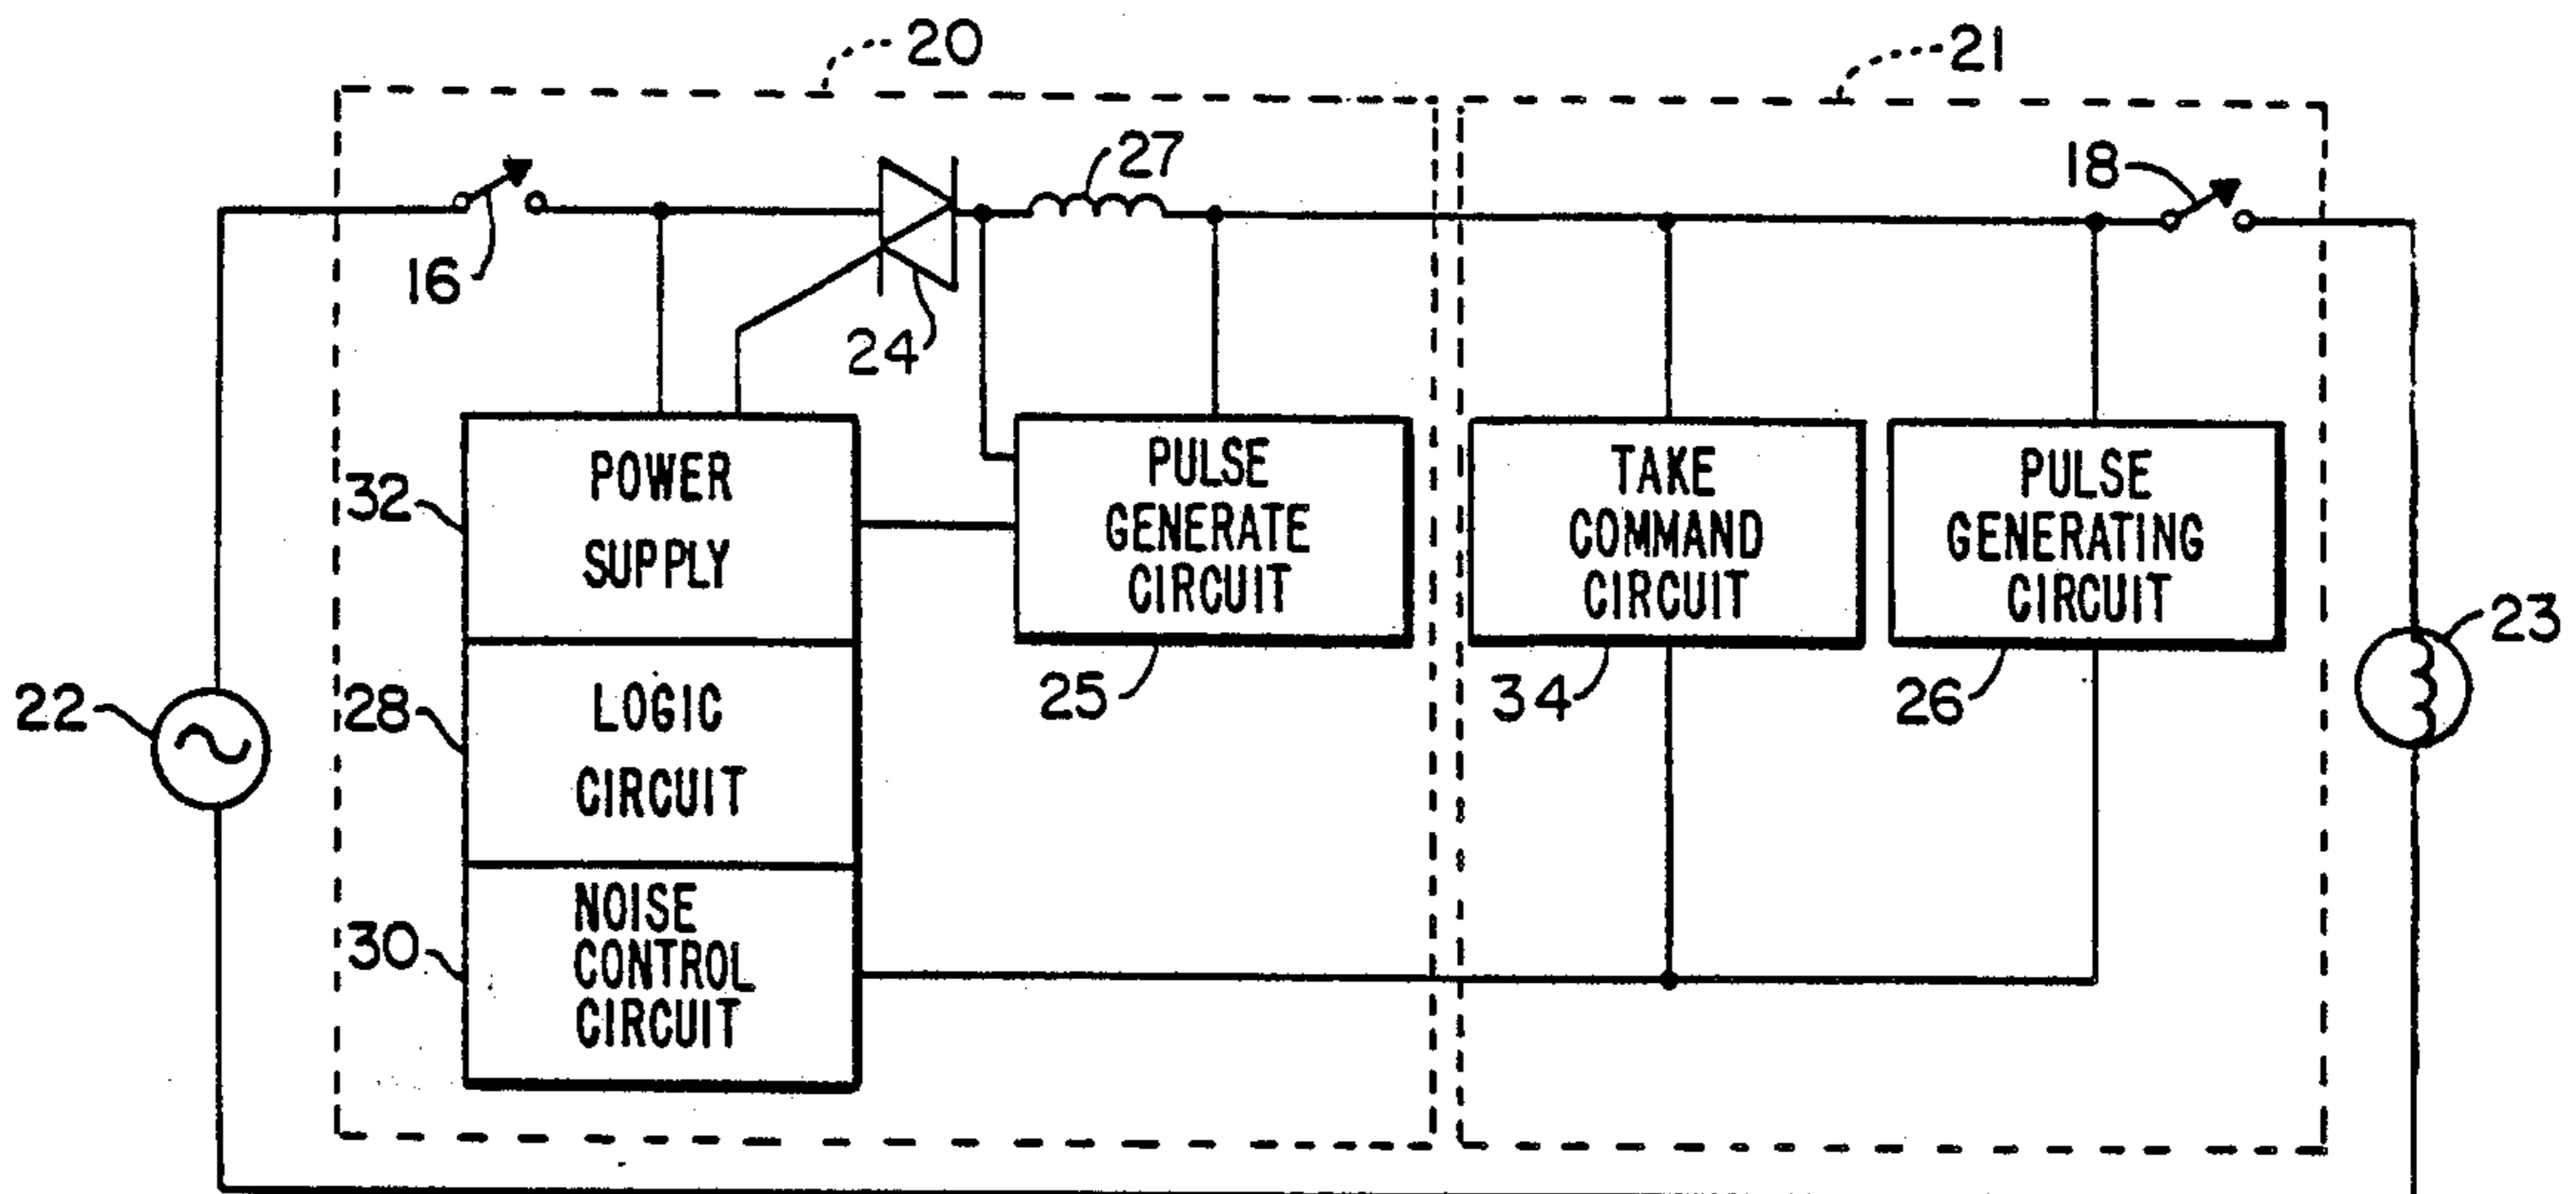 20
21
27
18
16
24
POWER
SUPPLY
32
PULSE
GENERATE
CIRCUIT
25
TAKE
COMMAND
CIRCUIT
34
PULSE
GENERATING
CIRCUIT
26
23
22
28
LOGIC
CIRCUIT
30
NOISE
CONTROL
CIRCUIT